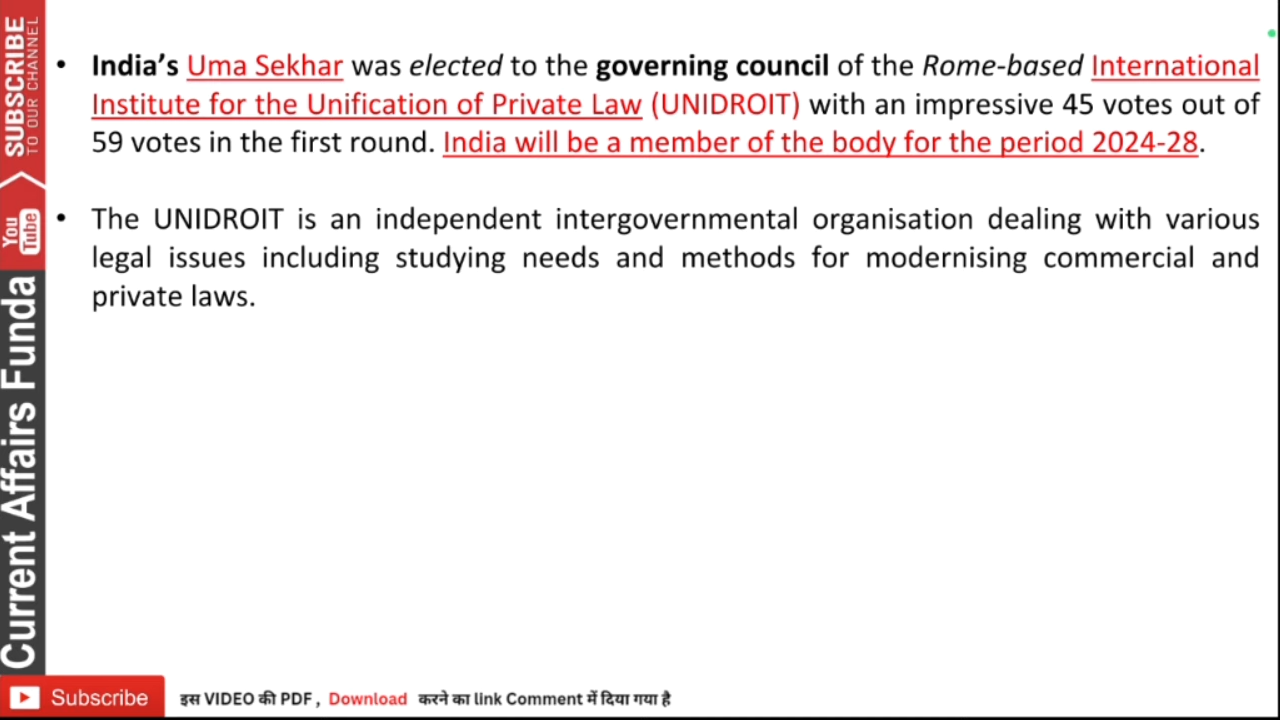 SUBSCRIBE
TO OUR CHANNEL
You
Tube
Current Affairs Funda
• India’s Uma Sekhar was elected to the governing council of the Rome-based International
Institute for the Unification of Private Law (UNIDROIT) with an impressive 45 votes out of
59 votes in the first round. India will be a member of the body for the period 2024-28.
• The UNIDROIT is an independent intergovernmental organisation dealing with various
legal issues including studying needs and methods for modernising commercial and
private laws.
Subscribe
इस VIDEO की PDF , Download करने का link Comment में दिया गया है